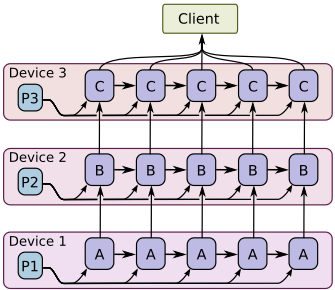 Client
Device 3
P3
C C C C C
Device 2
P2
B B B B B
Device 1
P1
A A A A A